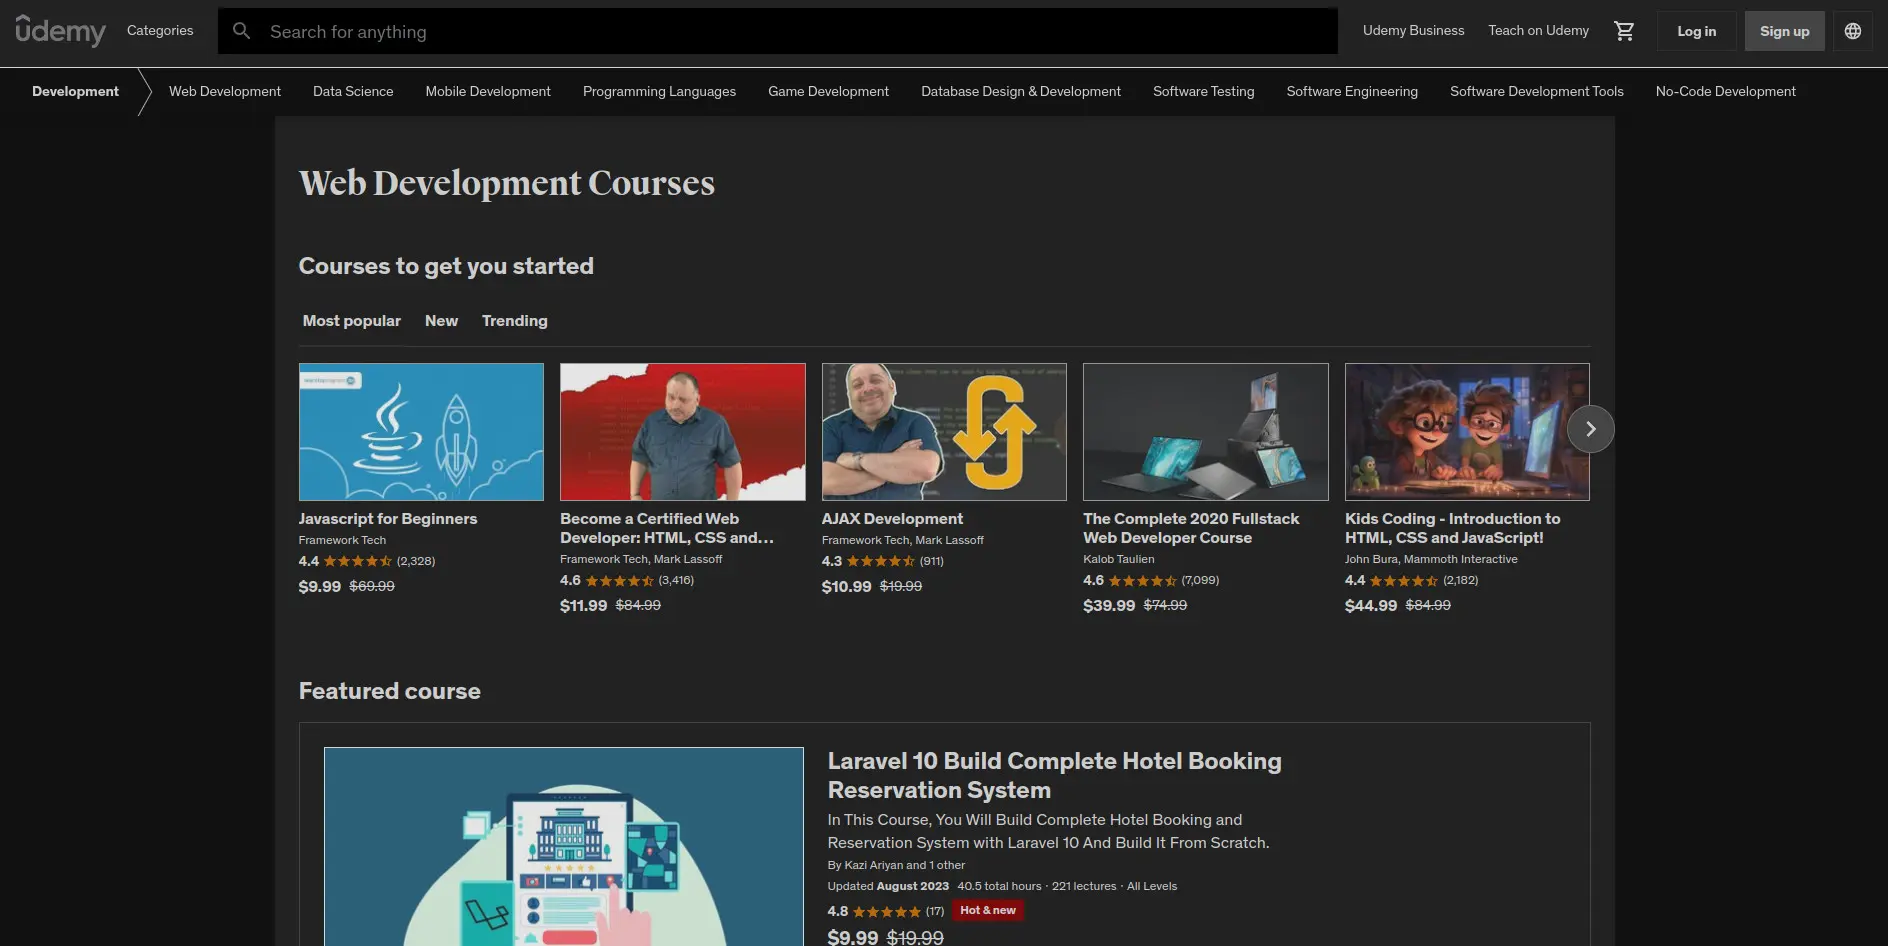 ûdemy
Categories
Search for anything
Udemy Business
Teach on Udemy
Log in
Sign up
Development
Web Development
Data Science
Mobile Development
Programming Languages
Game Development
Database Design & Development
Software Testing
Software Engineering
Software Development Tools
No-Code Development
Web Development Courses
Courses to get you started
Most popular
New
Trending
Javascript for Beginners
Framework Tech
4.4 (2,328)
$9.99 $69.99
Become a Certified Web
Developer: HTML, CSS and...
Framework Tech, Mark Lassoff
4.6 (3,416)
$11.99 $84.99
AJAX Development
Framework Tech, Mark Lassoff
4.3 (911)
$10.99 $19.99
The Complete 2020 Fullstack
Web Developer Course
Kalob Taulien
4.6 (7,099)
$39.99 $74.99
Kids Coding - Introduction to
HTML, CSS and JavaScript!
John Bura, Mammoth Interactive
4.4 (2,182)
$44.99 $84.99
Featured course
Laravel 10 Build Complete Hotel Booking
Reservation System
In This Course, You Will Build Complete Hotel Booking and
Reservation System with Laravel 10 And Build It From Scratch.
By Kazi Ariyan and 1 other
Updated August 2023 40.5 total hours · 221 lectures · All Levels
4.8 (17) Hot & new
$9.99 $19.99